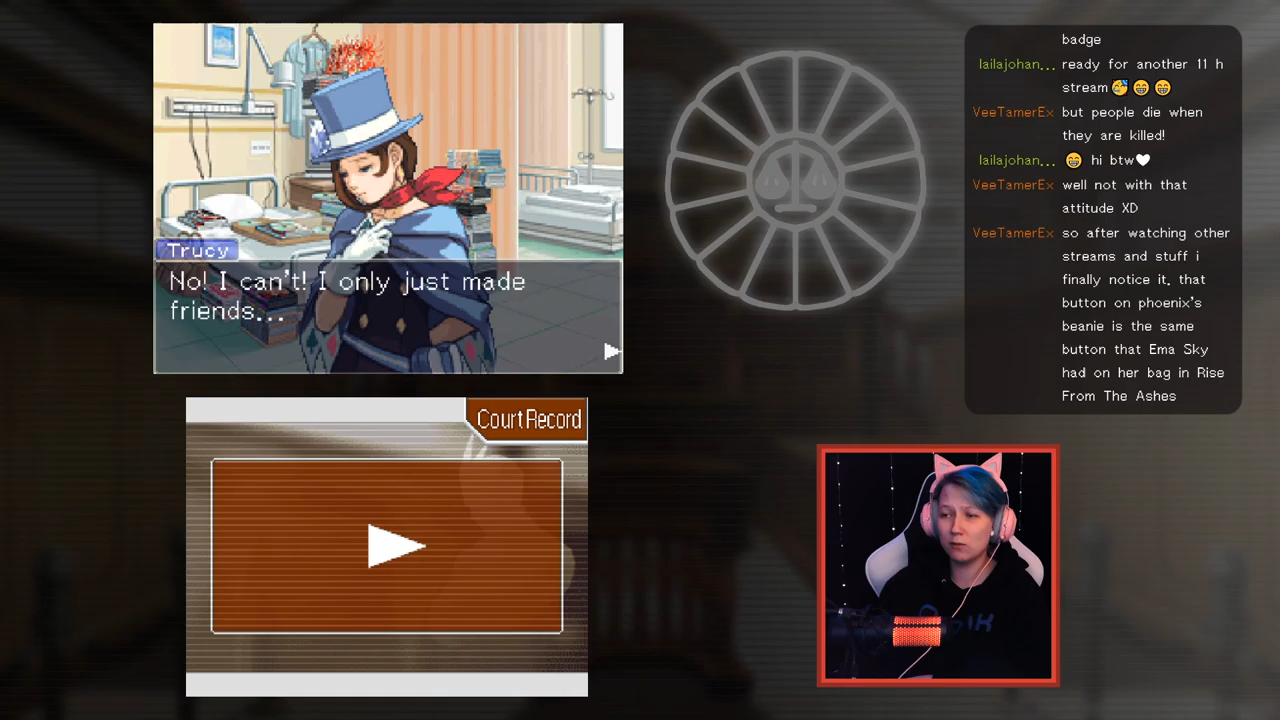 Trucy
No! I can't! I only just made
friends...
CourtRecord
badge
lailajohan... ready for another 11 h
stream🥳😁😁
VeeTamerEx but people die when
they are killed!
lailajohan... 😁 hi btw🤍
VeeTamerEx well not with that
attitude XD
VeeTamerEx so after watching other
streams and stuff i
finally notice it, that
button on phoenix's
beanie is the same
button that Ema Sky
had on her bag in Rise
From The Ashes